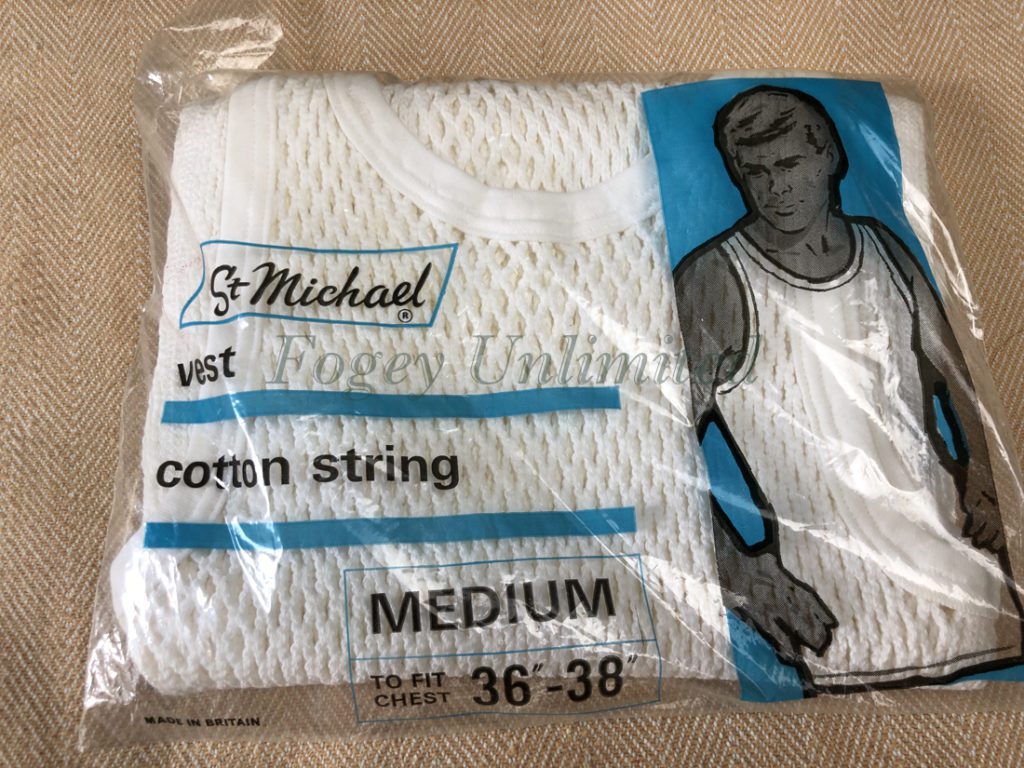 St Michael ®
vest
Fogey Unlimited
cotton string
MEDIUM
TO FIT
CHEST 36"-38"
MADE IN BRITAIN